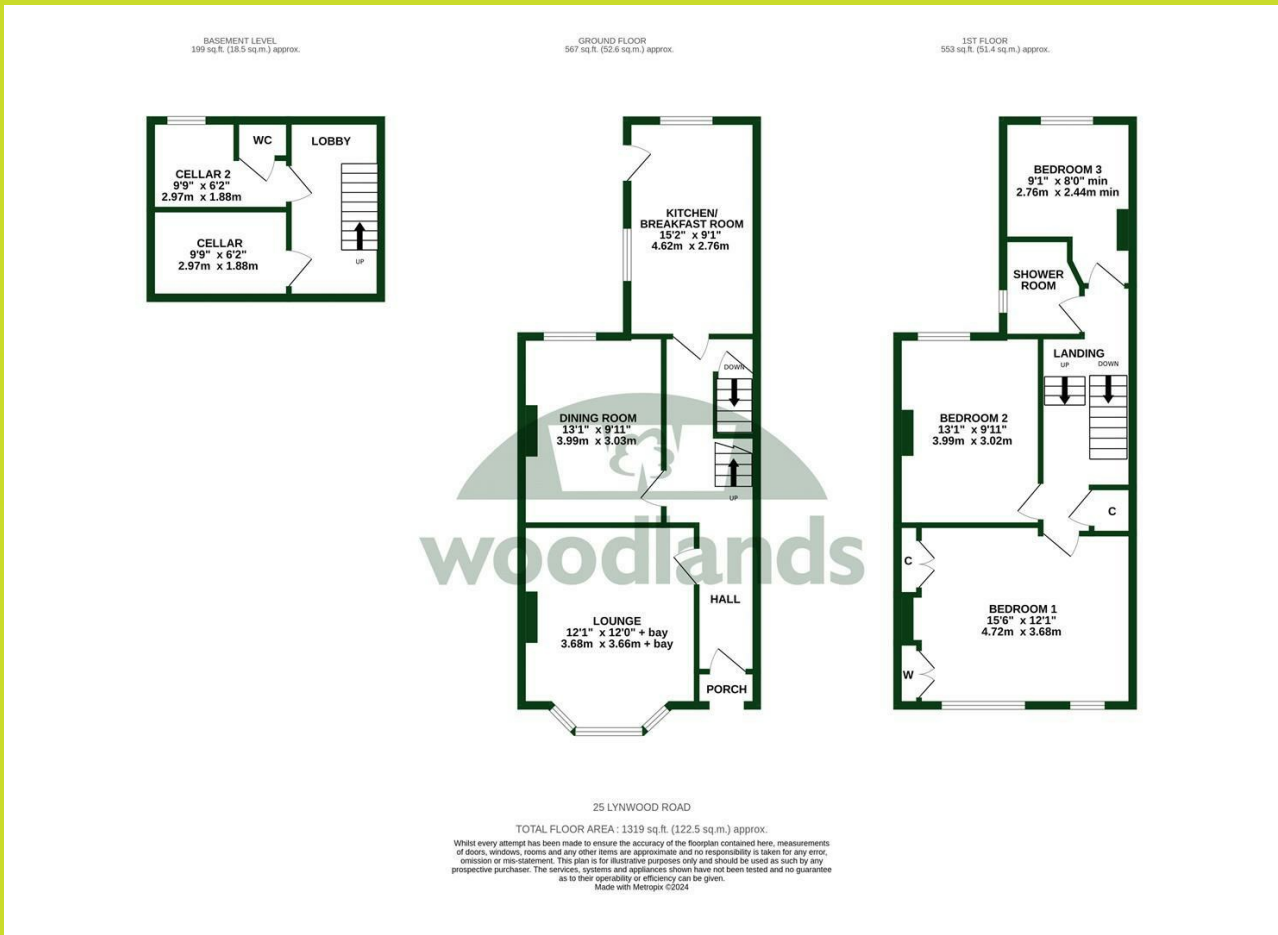 BASEMENT LEVEL
199 sq.ft. (18.5 sq.m.) approx.
GROUND FLOOR
567 sq.ft. (52.6 sq.m.) approx.
1ST FLOOR
553 sq.ft. (51.4 sq.m.) approx.
WC
LOBBY
CELLAR 2
9'9" x 6'2"
2.97m x 1.88m
CELLAR
9'9" x 6'2"
2.97m x 1.88m
UP
KITCHEN/
BREAKFAST ROOM
15'2" x 9'1"
4.62m x 2.76m
DOWN
DINING ROOM
13'1" x 9'11"
3.99m x 3.03m
UP
HALL
LOUNGE
12'1" x 12'0" + bay
3.68m x 3.66m + bay
PORCH
BEDROOM 3
9'1" x 8'0" min
2.76m x 2.44m min
SHOWER
ROOM
LANDING
UP
DOWN
BEDROOM 2
13'1" x 9'11"
3.99m x 3.02m
C
C
BEDROOM 1
15'6" x 12'1"
4.72m x 3.68m
W
woodlands
25 LYNWOOD ROAD
TOTAL FLOOR AREA : 1319 sq.ft. (122.5 sq.m.) approx.
Whilst every attempt has been made to ensure the accuracy of the floorplan contained here, measurements
of doors, windows, rooms and any other items are approximate and no responsibility is taken for any error,
omission or mis-statement. This plan is for illustrative purposes only and should be used as such by any
prospective purchaser. The services, systems and appliances shown have not been tested and no guarantee
as to their operability or efficiency can be given.
Made with Metropix ©2024